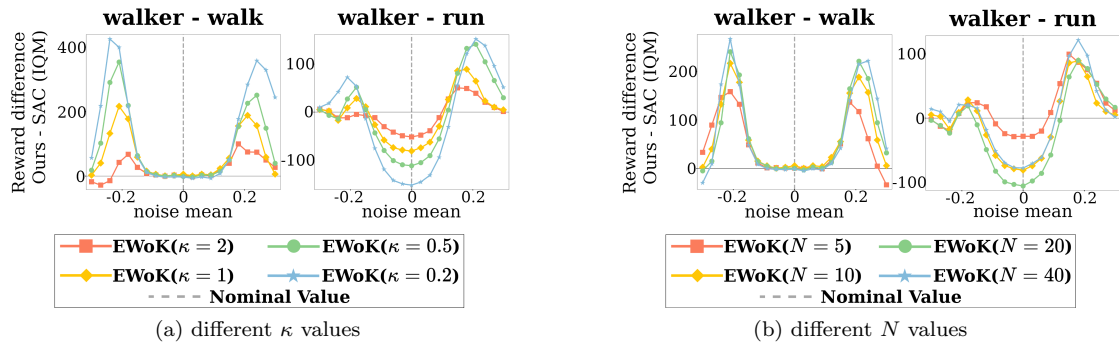 walker - walk
walker - run
Reward difference
Ours - SAC (IQM)
400
200
0
-0.2
0
0.2
noise mean
100
0
-100
-0.2
0
0.2
noise mean
EWoK(κ = 2)
EWoK(κ = 0.5)
EWoK(κ = 1)
EWoK(κ = 0.2)
Nominal Value
(a) different κ values
walker - walk
walker - run
Reward difference
Ours - SAC (IQM)
200
100
0
-0.2
0
0.2
noise mean
100
0
-100
-0.2
0
0.2
noise mean
EWoK(N = 5)
EWoK(N = 20)
EWoK(N = 10)
EWoK(N = 40)
Nominal Value
(b) different N values